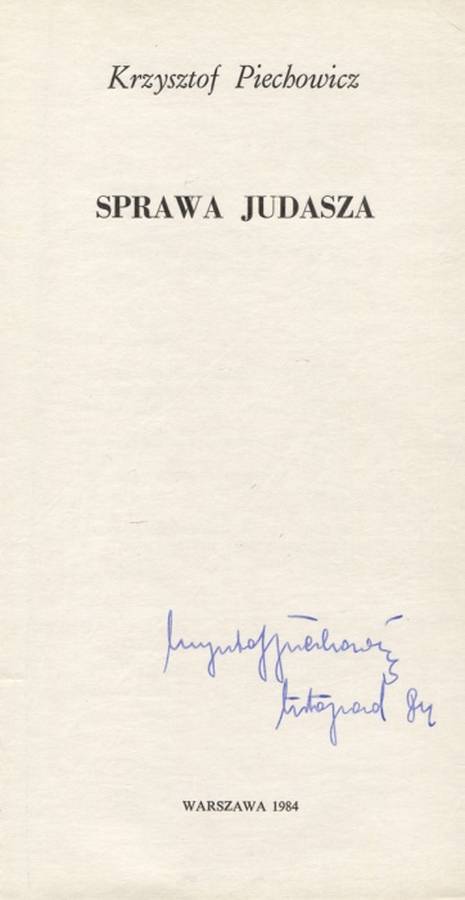 Krzysztof Piechowicz
SPRAWA JUDASZA
Krzysztof Piechowicz
listopad 84
WARSZAWA 1984